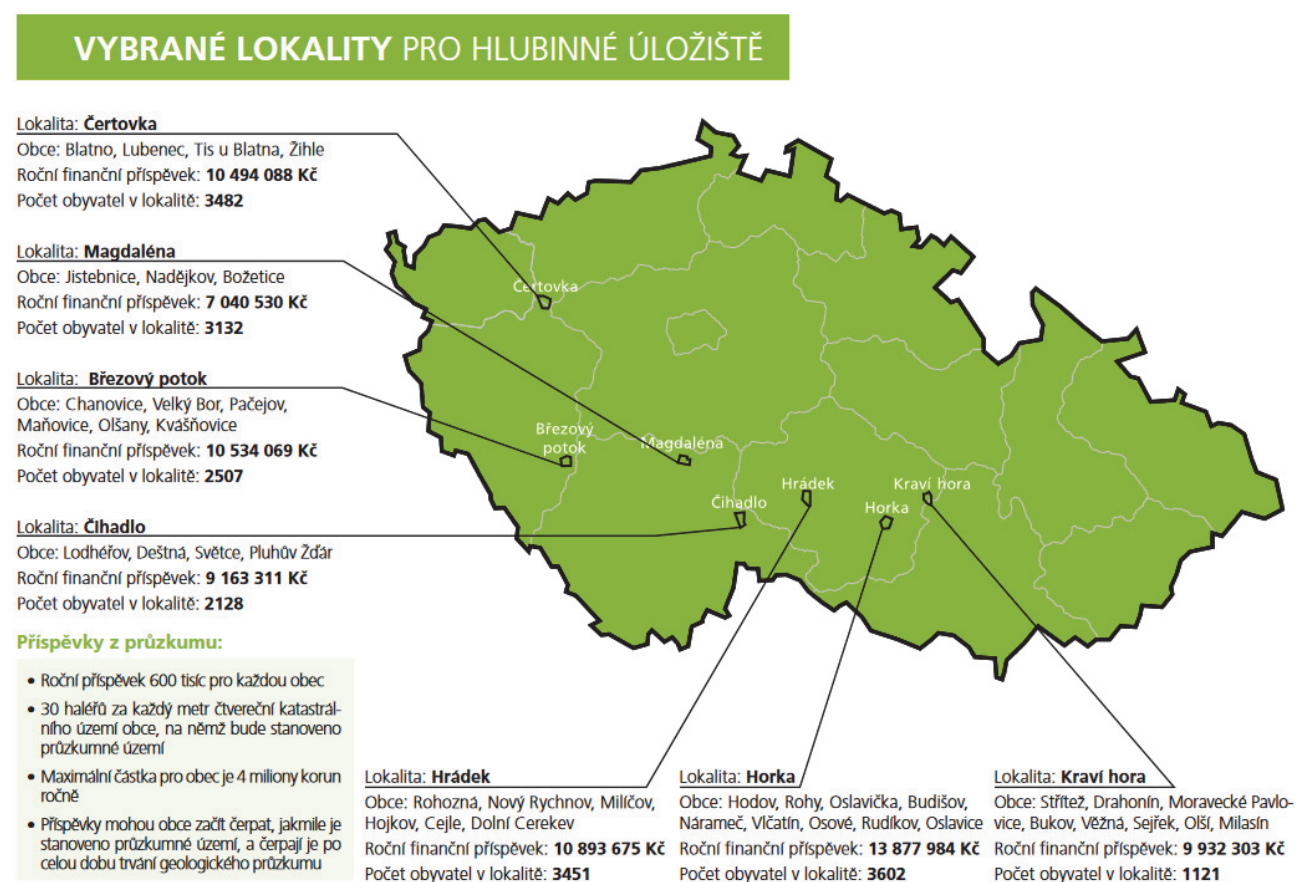 VYBRANÉ LOKALITY PRO HLUBINNÉ ÚLOŽIŠTĚ
Lokalita: Čertovka
Obce: Blatno, Lubenec, Tis u Blatna, Žihle
Roční finanční příspěvek: 10 494 088 Kč
Počet obyvatel v lokalitě: 3482
Lokalita: Magdaléna
Obce: Jistebnice, Nadějkov, Božetice
Roční finanční příspěvek: 7 040 530 Kč
Počet obyvatel v lokalitě: 3132
Lokalita: Březový potok
Obce: Chanovice, Velký Bor, Pačejov,
Maňovice, Olšany, Kvášňovice
Roční finanční příspěvek: 10 534 069 Kč
Počet obyvatel v lokalitě: 2507
Lokalita: Čihadlo
Obce: Lodhéřov, Deštná, Světce, Pluhův Žďár
Roční finanční příspěvek: 9 163 311 Kč
Počet obyvatel v lokalitě: 2128
Příspěvky z průzkumu:
• Roční příspěvek 600 tisíc pro každou obec
• 30 haléřů za každý metr čtvereční katastrál-
ního území obce, na němž bude stanoveno
průzkumné území
• Maximální částka pro obec je 4 miliony korun
ročně
• Příspěvky mohou obce začít čerpat, jakmile je
stanoveno průzkumné území, a čerpají je po
celou dobu trvání geologického průzkumu
Čertovka
Březový
potok
Magdaléna
Čihadlo
Hrádek
Horka
Kraví hora
Lokalita: Hrádek
Obce: Rohozná, Nový Rychnov, Milíčov,
Hojkov, Cejle, Dolní Cerekev
Roční finanční příspěvek: 10 893 675 Kč
Počet obyvatel v lokalitě: 3451
Lokalita: Horka
Obce: Hodov, Rohy, Oslavička, Budišov,
Nárameč, Vlčatín, Osové, Rudíkov, Oslavice
Roční finanční příspěvek: 13 877 984 Kč
Počet obyvatel v lokalitě: 3602
Lokalita: Kraví hora
Obce: Střítež, Drahonín, Moravecké Pavlo-
vice, Bukov, Věžná, Sejřek, Olší, Milasín
Roční finanční příspěvek: 9 932 303 Kč
Počet obyvatel v lokalitě: 1121